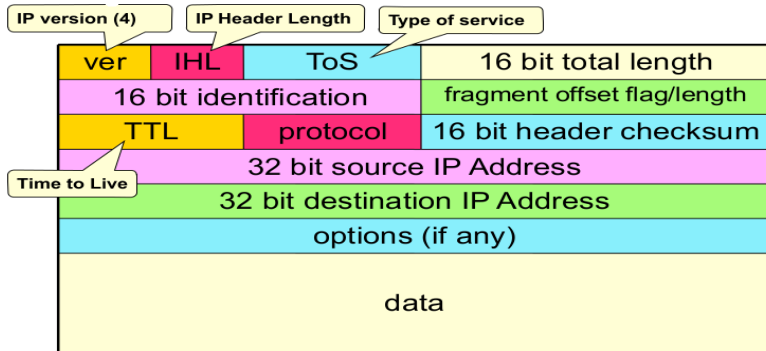 IP version (4) IP Header Length Type of service
ver IHL ToS 16 bit total length
16 bit identification fragment offset flag/length
TTL protocol 16 bit header checksum
32 bit source IP Address
Time to Live
32 bit destination IP Address
options (if any)
data